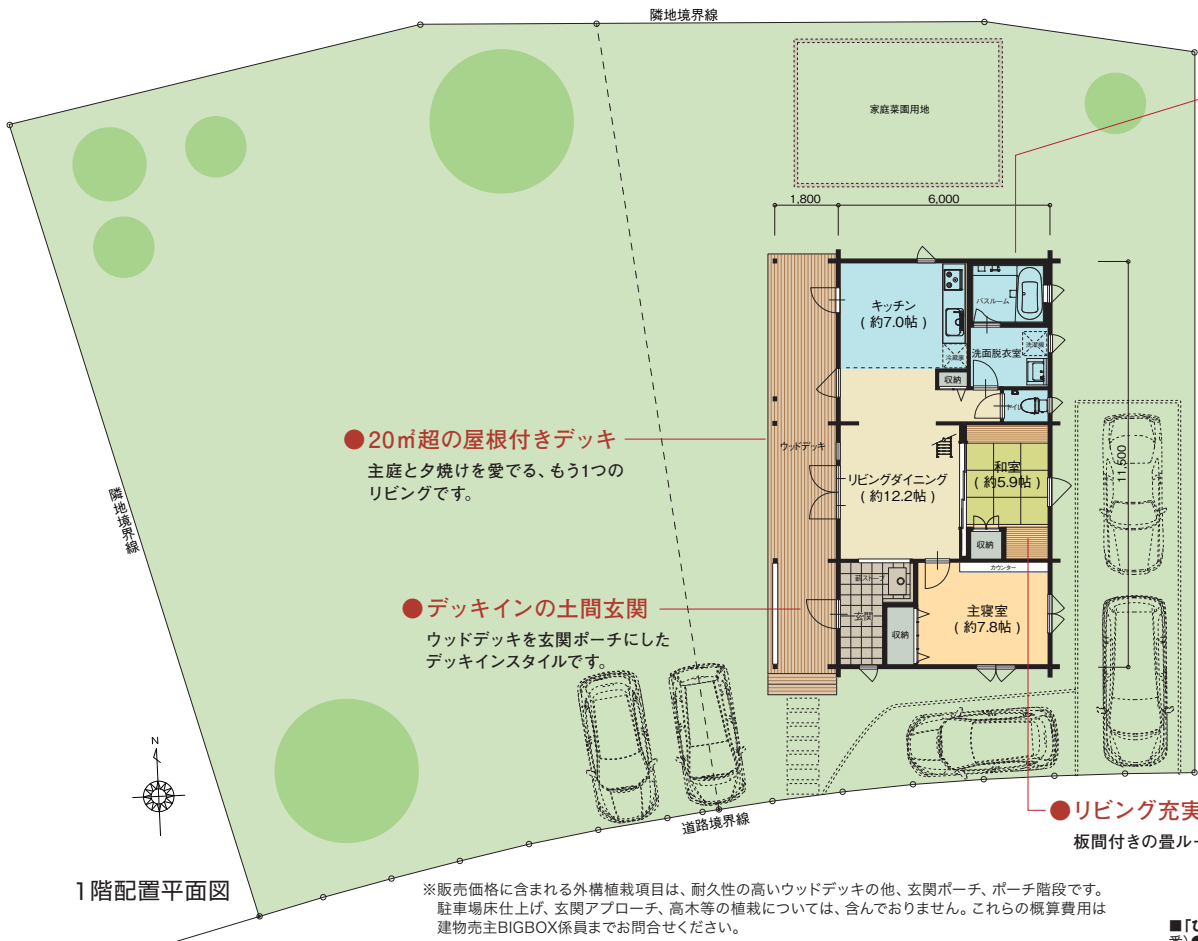 隣地境界線
家庭菜園用地
1,800
6,000
キッチン
( 約7.0帖 )
バスルーム
冷蔵庫
洗面脱衣室
洗濯機
収納
トイレ
●20㎡超の屋根付きデッキ
主庭と夕焼けを愛でる、もう1つの
リビングです。
ウッドデッキ
リビングダイニング
( 約12.2帖 )
和室
( 約5.9帖 )
11,500
隣地境界線
収納
カウンター
薪ストーブ
●デッキインの土間玄関
ウッドデッキを玄関ポーチにした
デッキインスタイルです。
玄関
収納
主寝室
( 約7.8帖 )
N
道路境界線
●リビング充実
板間付きの畳ルー
1階配置平面図
※販売価格に含まれる外構植栽項目は、耐久性の高いウッドデッキの他、玄関ポーチ、ポーチ階段です。
駐車場床仕上げ、玄関アプローチ、高木等の植栽については、含んでおりません。これらの概算費用は
建物売主BIGBOX係員までお問合せください。